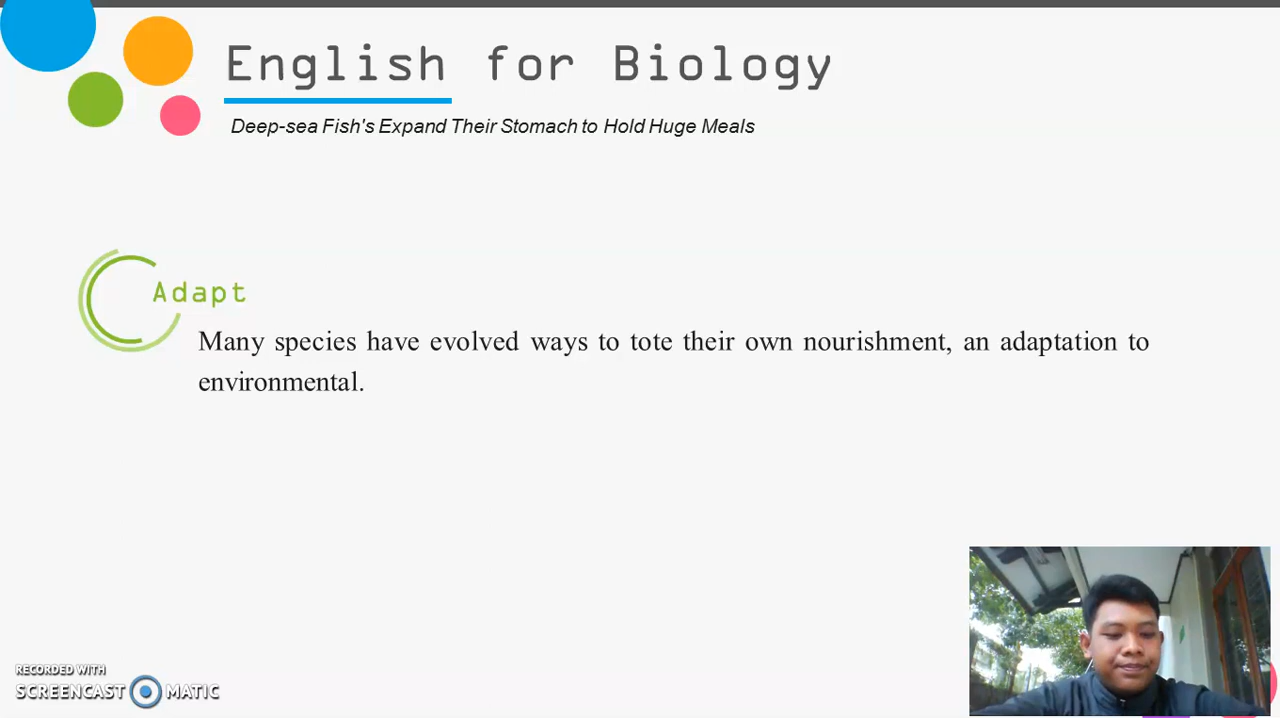 English for Biology
Deep-sea Fish's Expand Their Stomach to Hold Huge Meals
Adapt
Many species have evolved ways to tote their own nourishment, an adaptation to
environmental.
RECORDED WITH
SCREENCAST MATIC